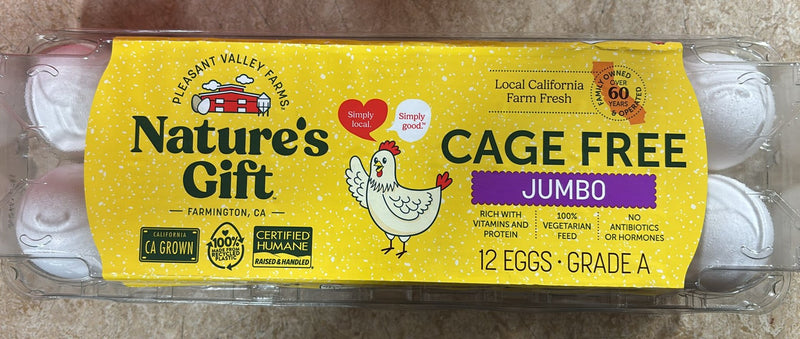 PLEASANT VALLEY FARMS
Nature's
Gift
— FARMINGTON, CA —
CALIFORNIA
CA GROWN
100%
MADE FROM
RECYCLED
PLASTIC
CERTIFIED
HUMANE
RAISED & HANDLED
Simply
local.
Simply
good.™
Local California
Farm Fresh
FAMILY OWNED
OVER
60
YEARS
& OPERATED
CAGE FREE
JUMBO
RICH WITH
VITAMINS AND
PROTEIN
100%
VEGETARIAN
FEED
NO
ANTIBIOTICS
OR HORMONES
12 EGGS · GRADE A